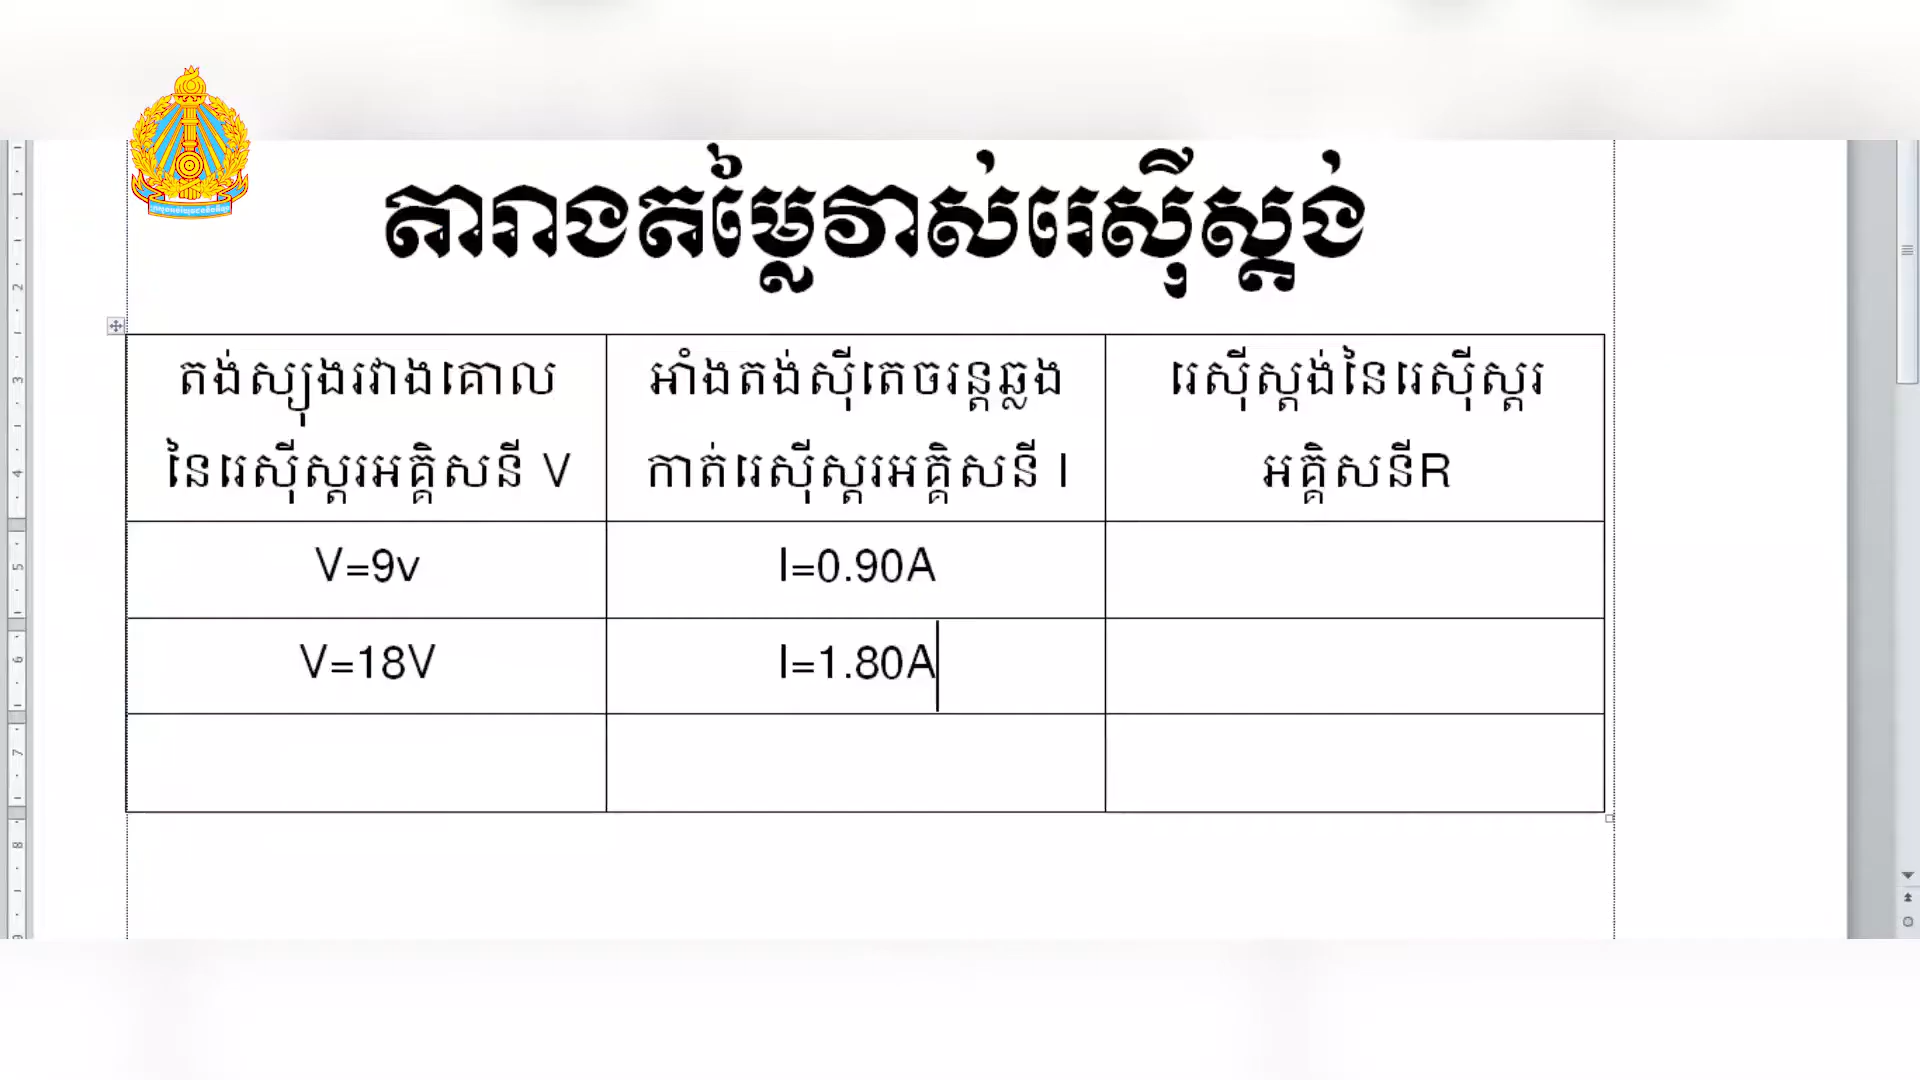 តារាងតម្លៃវាស់រេស៊ីស្តង់
តង់ស្យុងរវាងគោល
នៃរេស៊ីស្តរអគ្គិសនី V
អាំងតង់ស៊ីតេចរន្តឆ្លង
កាត់រេស៊ីស្តរអគ្គិសនី I
រេស៊ីស្តង់នៃរេស៊ីស្តរ
អគ្គិសនីR
V=9v
I=0.90A
V=18V
I=1.80A